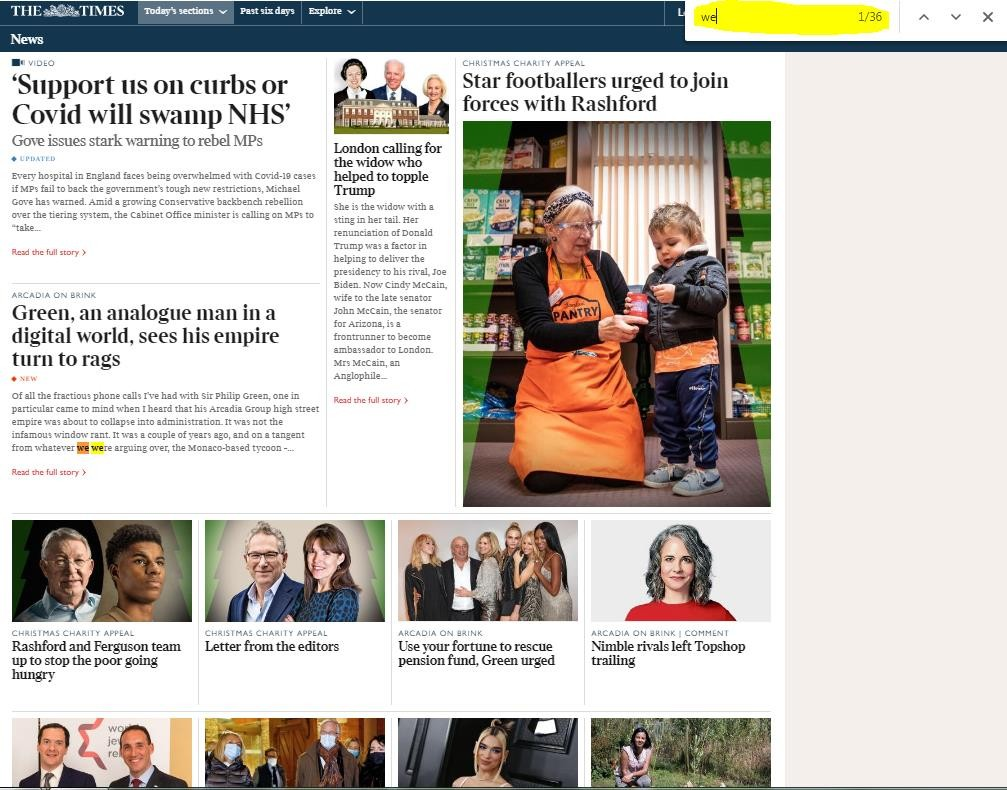 THE TIMES
Today's sections
Past six days
Explore
we
1/36
News
VIDEO
'Support us on curbs or
Covid will swamp NHS'
Gove issues stark warning to rebel MPs
UPDATED
Every hospital in England faces being overwhelmed with Covid-19 cases
if MPs fail to back the government's tough new restrictions, Michael
Gove has warned. Amid a growing Conservative backbench rebellion
over the tiering system, the Cabinet Office minister is calling on MPs to
"take...
Read the full story
ARCADIA ON BRINK
Green, an analogue man in a
digital world, sees his empire
turn to rags
NEW
Of all the fractious phone calls I've had with Sir Philip Green, one in
particular came to mind when I heard that his Arcadia Group high street
empire was about to collapse into administration. It was not the
infamous window rant. It was a couple of years ago, and on a tangent
from whatever we were arguing over, the Monaco-based tycoon -...
Read the full story
London calling for
the widow who
helped to topple
Trump
She is the widow with a
sting in her tail. Her
renunciation of Donald
Trump was a factor in
helping to deliver the
presidency to his rival, Joe
Biden. Now Cindy McCain,
wife to the late senator
John McCain, the senator
for Arizona, is a
frontrunner to become
ambassador to London.
Mrs McCain, an
Anglophile...
Read the full story
CHRISTMAS CHARITY APPEAL
Star footballers urged to join
forces with Rashford
PANTRY
CHRISTMAS CHARITY APPEAL
Rashford and Ferguson team
up to stop the poor going
hungry
CHRISTMAS CHARITY APPEAL
Letter from the editors
ARCADIA ON BRINK
Use your fortune to rescue
pension fund, Green urged
ARCADIA ON BRINK | COMMENT
Nimble rivals left Topshop
trailing